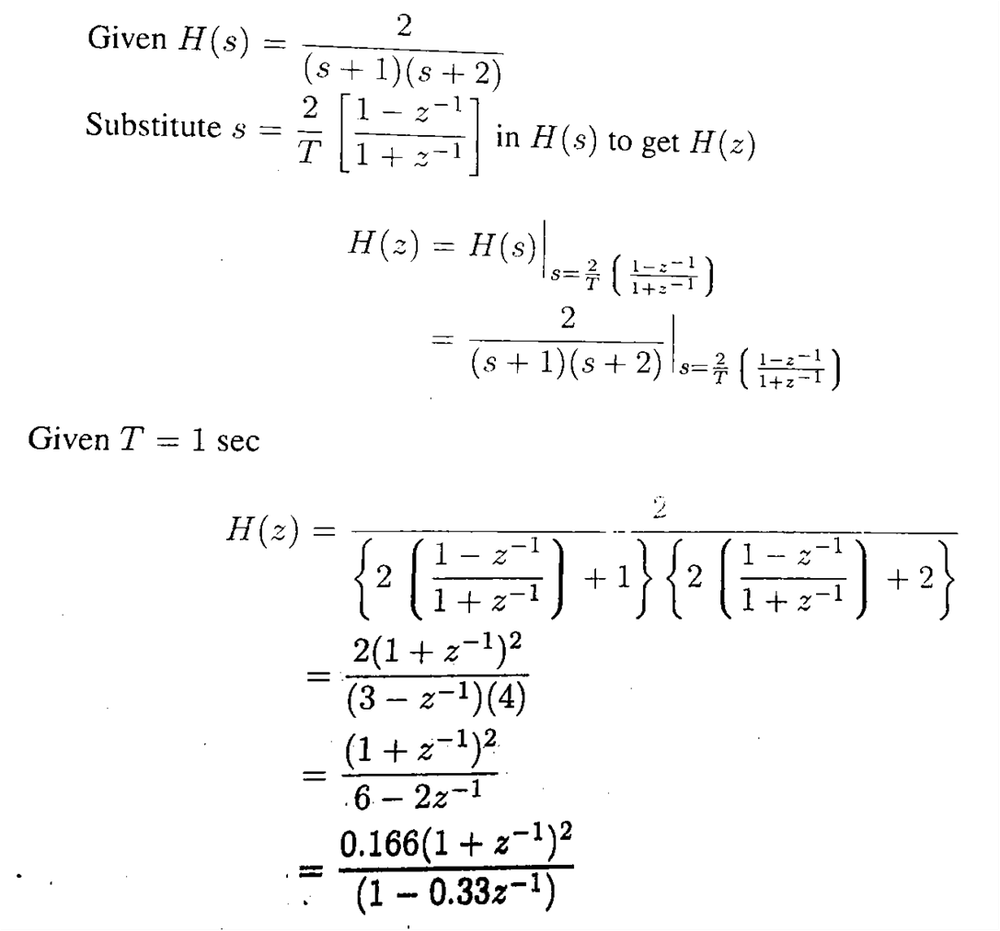 Given $H(s) = \frac{2}{(s+1)(s+2)}$
Substitute $s = \frac{2}{T} \left[ \frac{1 - z^{-1}}{1 + z^{-1}} \right]$ in $H(s)$ to get $H(z)$
$H(z) = H(s) \Big|_{s = \frac{2}{T} \left( \frac{1 - z^{-1}}{1 + z^{-1}} \right)}$
$= \frac{2}{(s+1)(s+2)} \Big|_{s = \frac{2}{T} \left( \frac{1 - z^{-1}}{1 + z^{-1}} \right)}$
Given $T = 1$ sec
$H(z) = \frac{2}{\left\{ 2 \left( \frac{1 - z^{-1}}{1 + z^{-1}} \right) + 1 \right\} \left\{ 2 \left( \frac{1 - z^{-1}}{1 + z^{-1}} \right) + 2 \right\}}$
$= \frac{2(1 + z^{-1})^2}{(3 - z^{-1})(4)}$
$= \frac{(1 + z^{-1})^2}{6 - 2z^{-1}}$
$= \frac{0.166(1 + z^{-1})^2}{(1 - 0.33z^{-1})}$